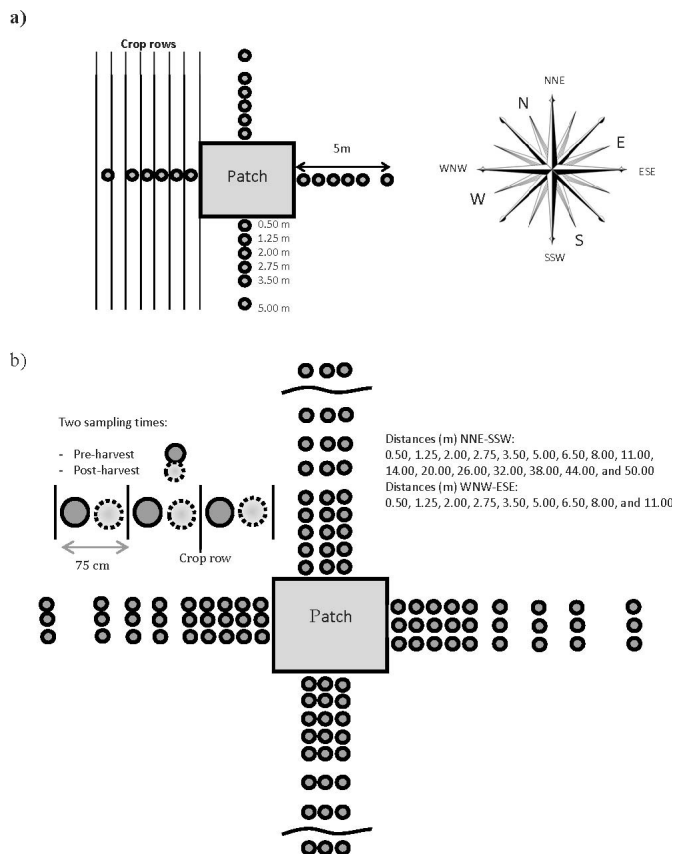 a)
Crop rows
Patch
5m
0.50 m
1.25 m
2.00 m
2.75 m
3.50 m
5.00 m
NNE
N
E
WNW
ESE
W
S
SSW
b)
Two sampling times:
- Pre-harvest
- Post-harvest
75 cm
Crop row
Distances (m) NNE-SSW:
0.50, 1.25, 2.00, 2.75, 3.50, 5.00, 6.50, 8.00, 11.00,
14.00, 20.00, 26.00, 32.00, 38.00, 44.00, and 50.00
Distances (m) WNW-ESE:
0.50, 1.25, 2.00, 2.75, 3.50, 5.00, 6.50, 8.00, and 11.00
Patch